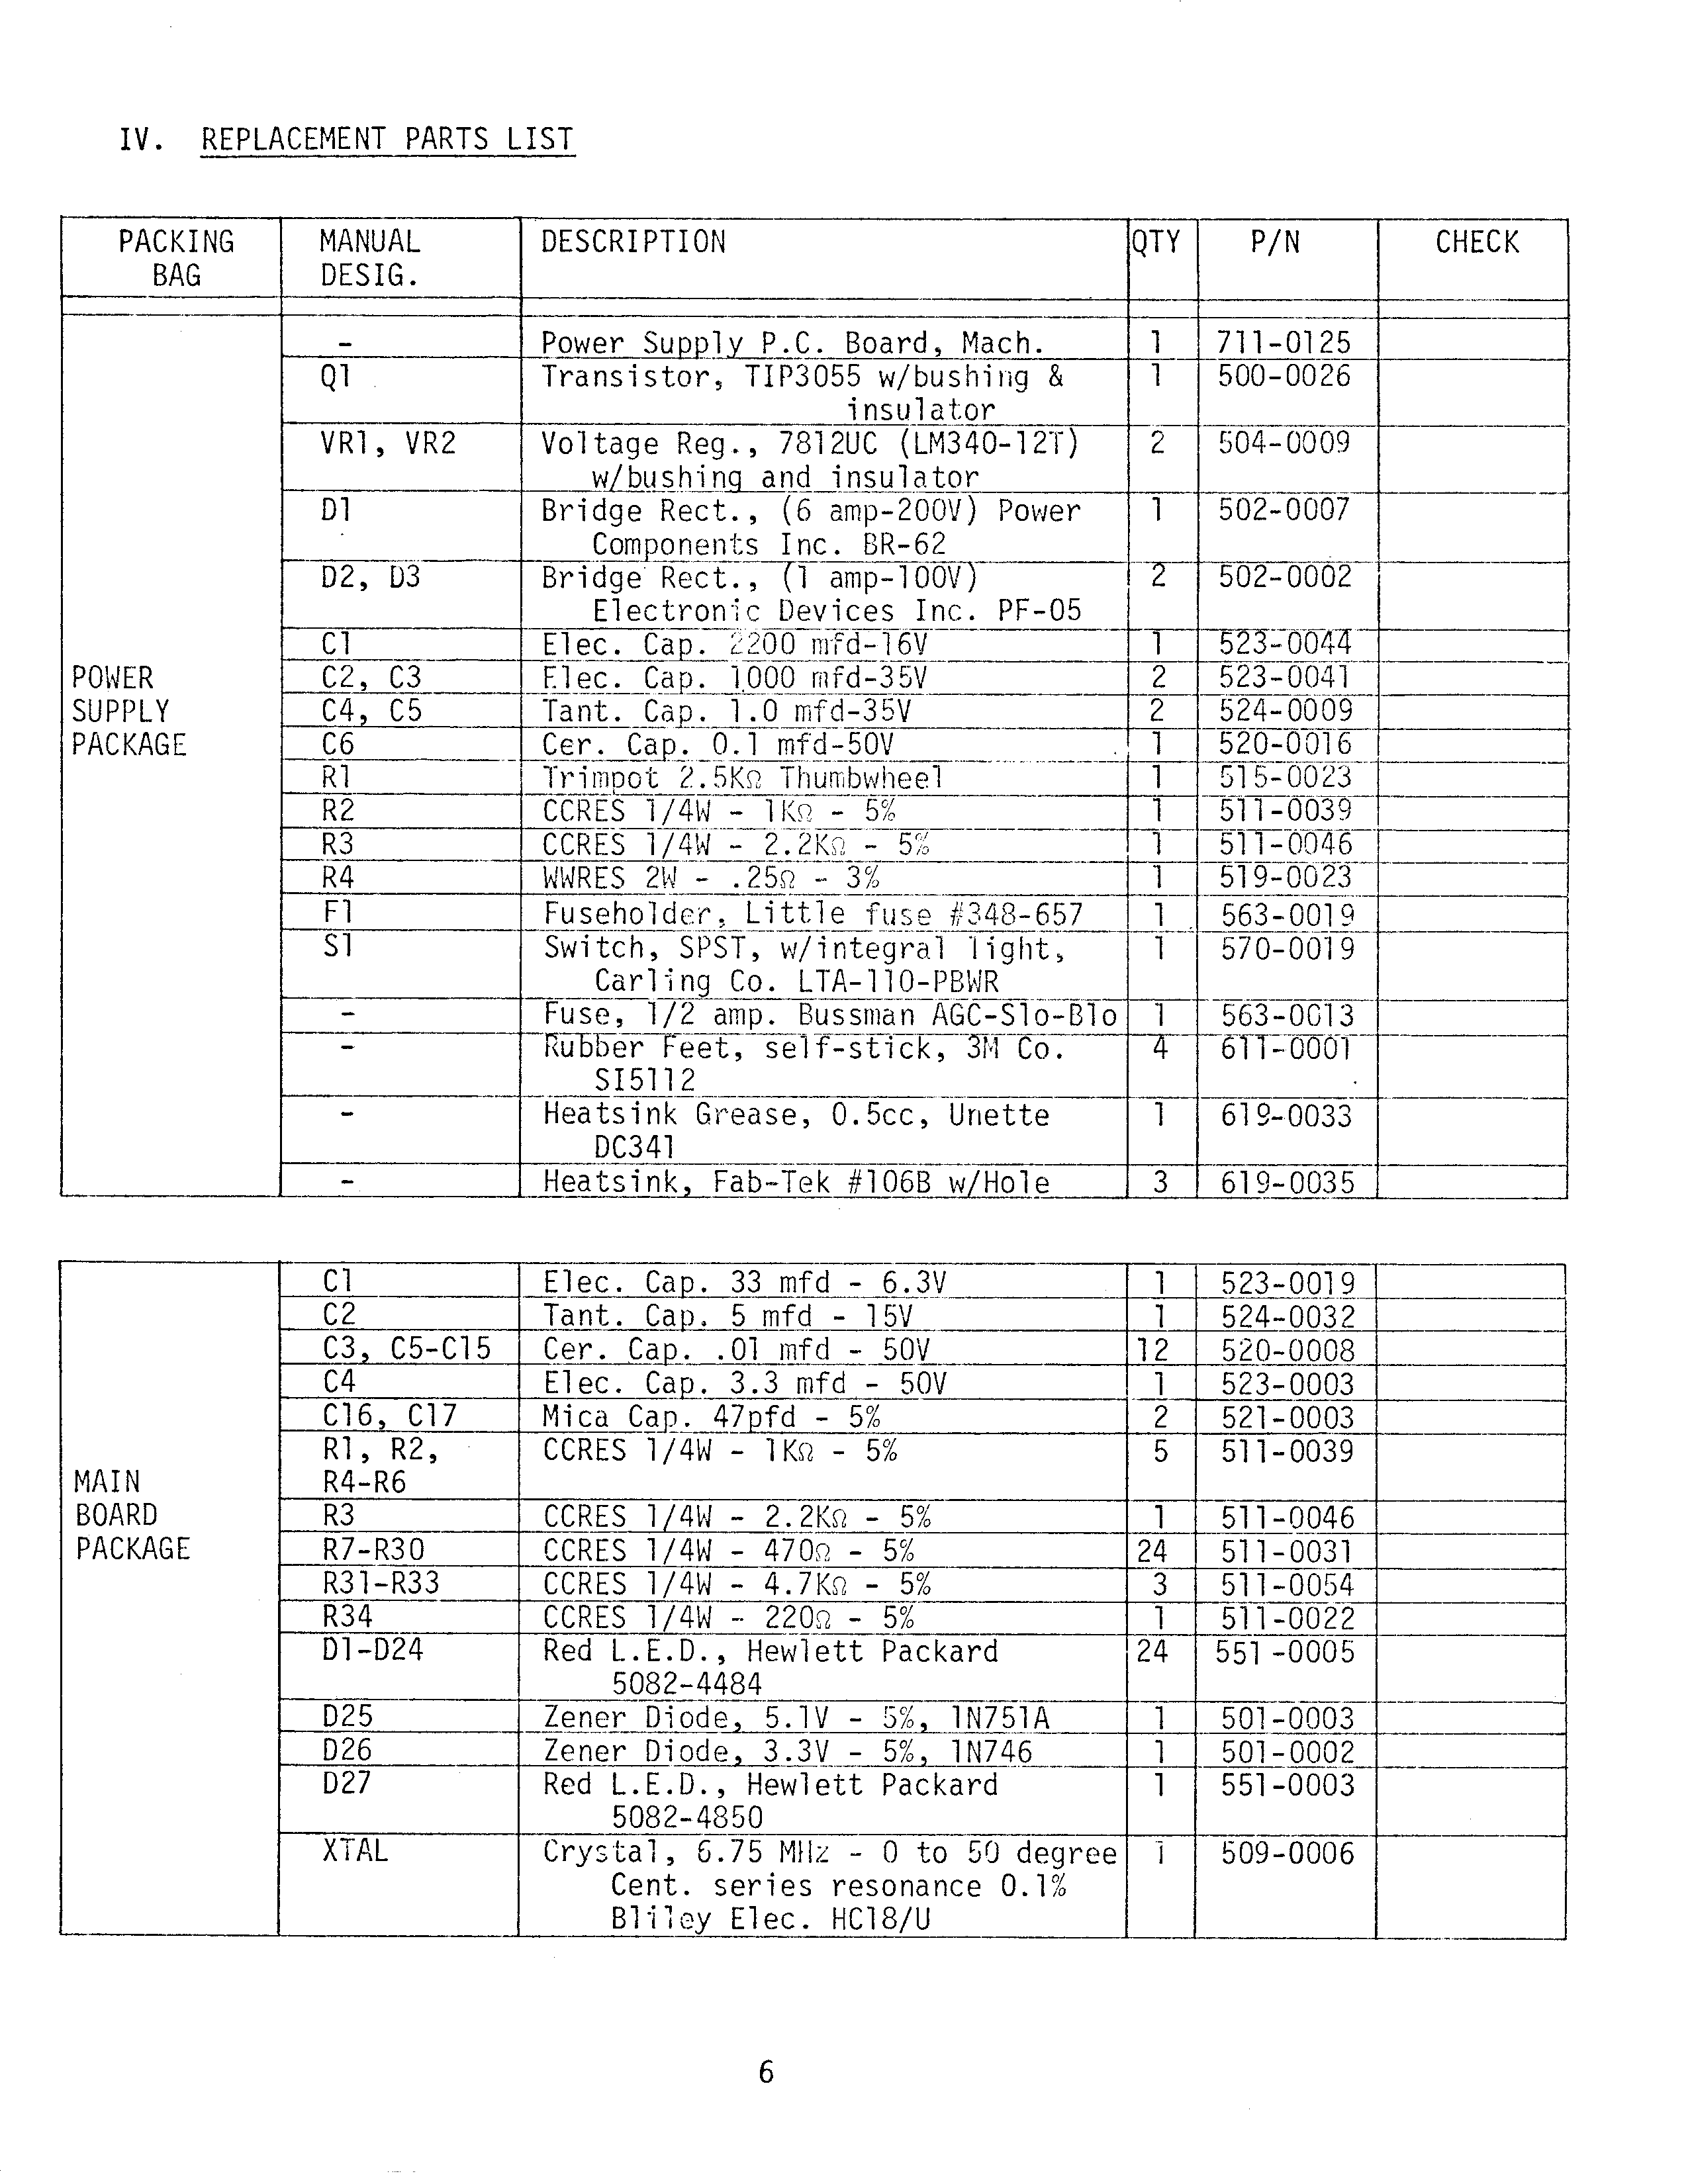 IV. REPLACEMENT PARTS LIST
PACKING BAG MANUAL DESIG. DESCRIPTION QTY P/N CHECK
POWER SUPPLY PACKAGE
- Power Supply P.C. Board, Mach. 1 711-0125
Q1 Transistor, TIP3055 w/bushing & 1 500-0026
insulator
VR1, VR2 Voltage Reg., 7812UC (LM340-12T) 2 504-0009
w/bushing and insulator
D1 Bridge Rect., (6 amp-200V) Power 1 502-0007
Components Inc. BR-62
D2, D3 Bridge Rect., (1 amp-100V) 2 502-0002
Electronic Devices Inc. PF-05
C1 Elec. Cap. 2200 mfd-16V 1 523-0044
C2, C3 Elec. Cap. 1000 mfd-35V 2 523-0041
C4, C5 Tant. Cap. 1.0 mfd-35V 2 524-0009
C6 Cer. Cap. 0.1 mfd-50V 1 520-0016
R1 Trimpot 2.5KΩ Thumbwheel 1 515-0023
R2 CCRES 1/4W - 1KΩ - 5% 1 511-0039
R3 CCRES 1/4W - 2.2KΩ - 5% 1 511-0046
R4 WWRES 2W - .25Ω - 3% 1 519-0023
F1 Fuseholder, Little fuse #348-657 1 563-0019
S1 Switch, SPST, w/integral light, 1 570-0019
Carling Co. LTA-110-PBWR
- Fuse, 1/2 amp. Bussman AGC-Slo-Blo 1 563-0013
- Rubber Feet, self-stick, 3M Co. 4 611-0001
SI5112
- Heatsink Grease, 0.5cc, Unette 1 619-0033
DC341
- Heatsink, Fab-Tek #106B w/Hole 3 619-0035
MAIN BOARD PACKAGE
C1 Elec. Cap. 33 mfd - 6.3V 1 523-0019
C2 Tant. Cap. 5 mfd - 15V 1 524-0032
C3, C5-C15 Cer. Cap. .01 mfd - 50V 12 520-0008
C4 Elec. Cap. 3.3 mfd - 50V 1 523-0003
C16, C17 Mica Cap. 47pfd - 5% 2 521-0003
R1, R2, CCRES 1/4W - 1KΩ - 5% 5 511-0039
R4-R6
R3 CCRES 1/4W - 2.2KΩ - 5% 1 511-0046
R7-R30 CCRES 1/4W - 470Ω - 5% 24 511-0031
R31-R33 CCRES 1/4W - 4.7KΩ - 5% 3 511-0054
R34 CCRES 1/4W - 220Ω - 5% 1 511-0022
D1-D24 Red L.E.D., Hewlett Packard 24 551-0005
5082-4484
D25 Zener Diode, 5.1V - 5%, 1N751A 1 501-0003
D26 Zener Diode, 3.3V - 5%, 1N746 1 501-0002
D27 Red L.E.D., Hewlett Packard 1 551-0003
5082-4850
XTAL Crystal, 6.75 MHz - 0 to 50 degree 1 509-0006
Cent. series resonance 0.1%
Bliley Elec. HC18/U
6